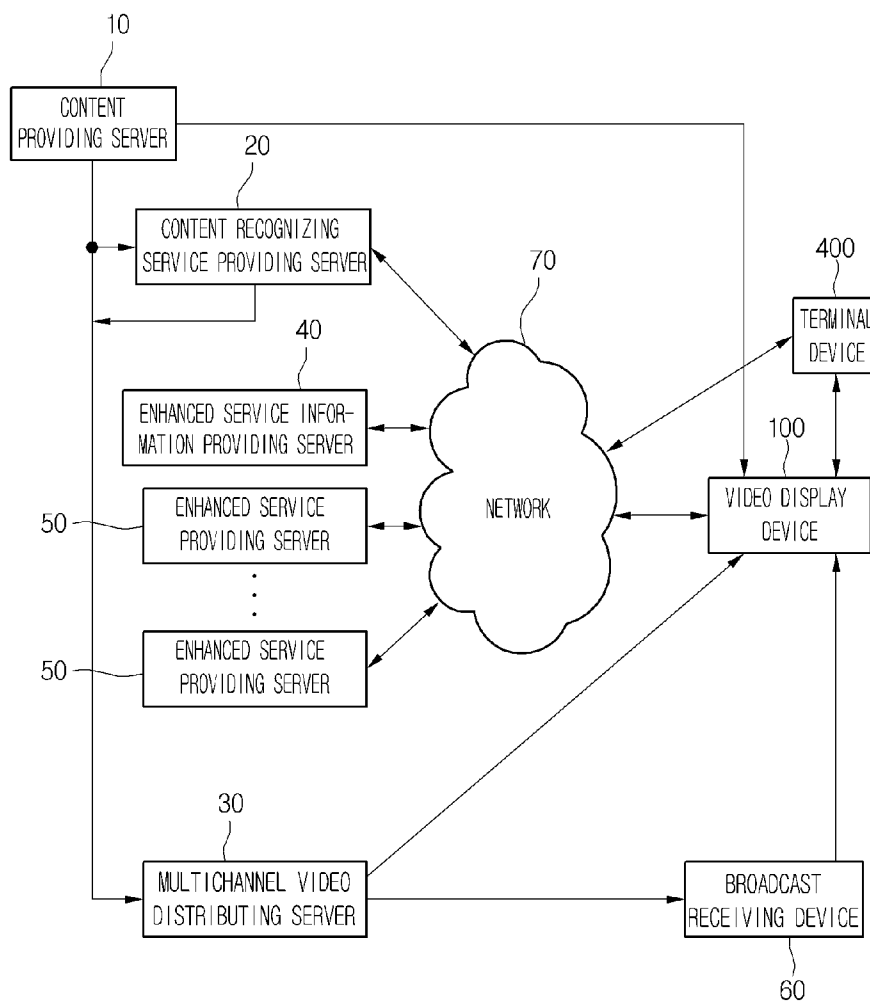 10
CONTENT
PROVIDING SERVER
20
CONTENT RECOGNIZING
SERVICE PROVIDING SERVER
70
400
TERMINAL
DEVICE
40
ENHANCED SERVICE INFOR-
MATION PROVIDING SERVER
100
VIDEO DISPLAY
DEVICE
50
ENHANCED SERVICE
PROVIDING SERVER
NETWORK
50
ENHANCED SERVICE
PROVIDING SERVER
30
MULTICHANNEL VIDEO
DISTRIBUTING SERVER
BROADCAST
RECEIVING DEVICE
60